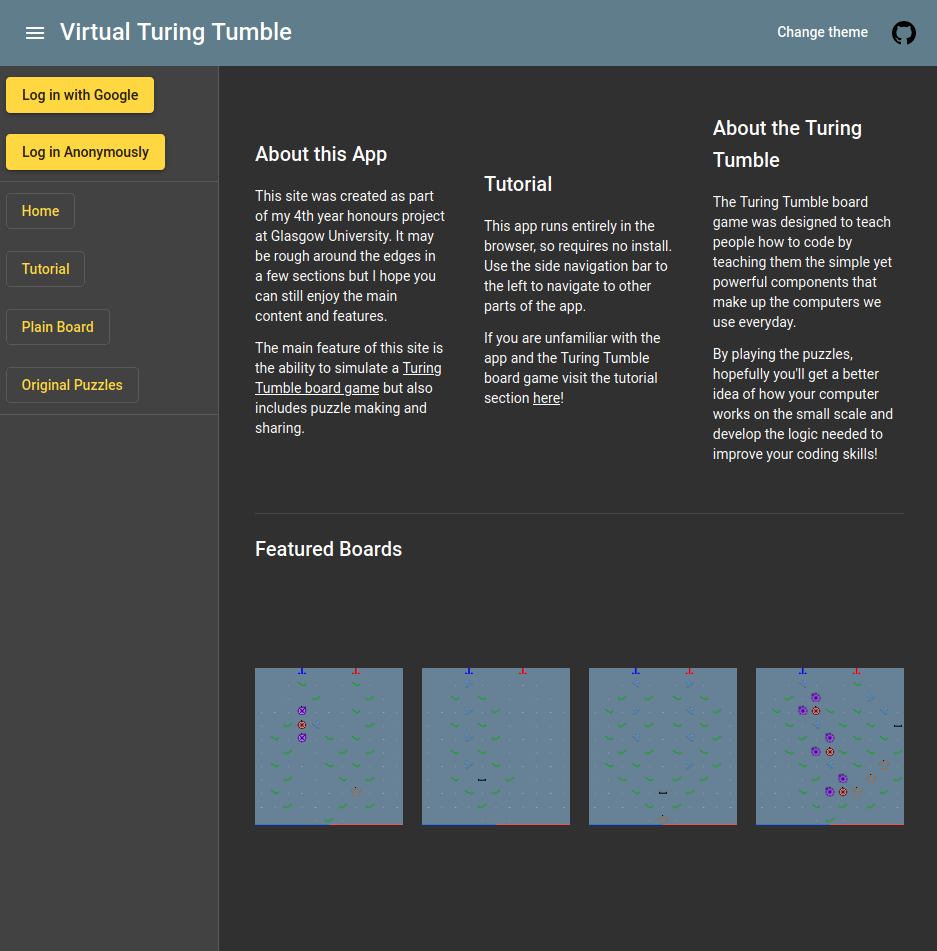 Virtual Turing Tumble
Change theme
Log in with Google
Log in Anonymously
Home
Tutorial
Plain Board
Original Puzzles
About this App
This site was created as part
of my 4th year honours project
at Glasgow University. It may
be rough around the edges in
a few sections but I hope you
can still enjoy the main
content and features.
The main feature of this site is
the ability to simulate a Turing
Tumble board game but also
includes puzzle making and
sharing.
Tutorial
This app runs entirely in the
browser, so requires no install.
Use the side navigation bar to
the left to navigate to other
parts of the app.
If you are unfamiliar with the
app and the Turing Tumble
board game visit the tutorial
section here!
About the Turing
Tumble
The Turing Tumble board
game was designed to teach
people how to code by
teaching them the simple yet
powerful components that
make up the computers we
use everyday.
By playing the puzzles,
hopefully you'll get a better
idea of how your computer
works on the small scale and
develop the logic needed to
improve your coding skills!
Featured Boards